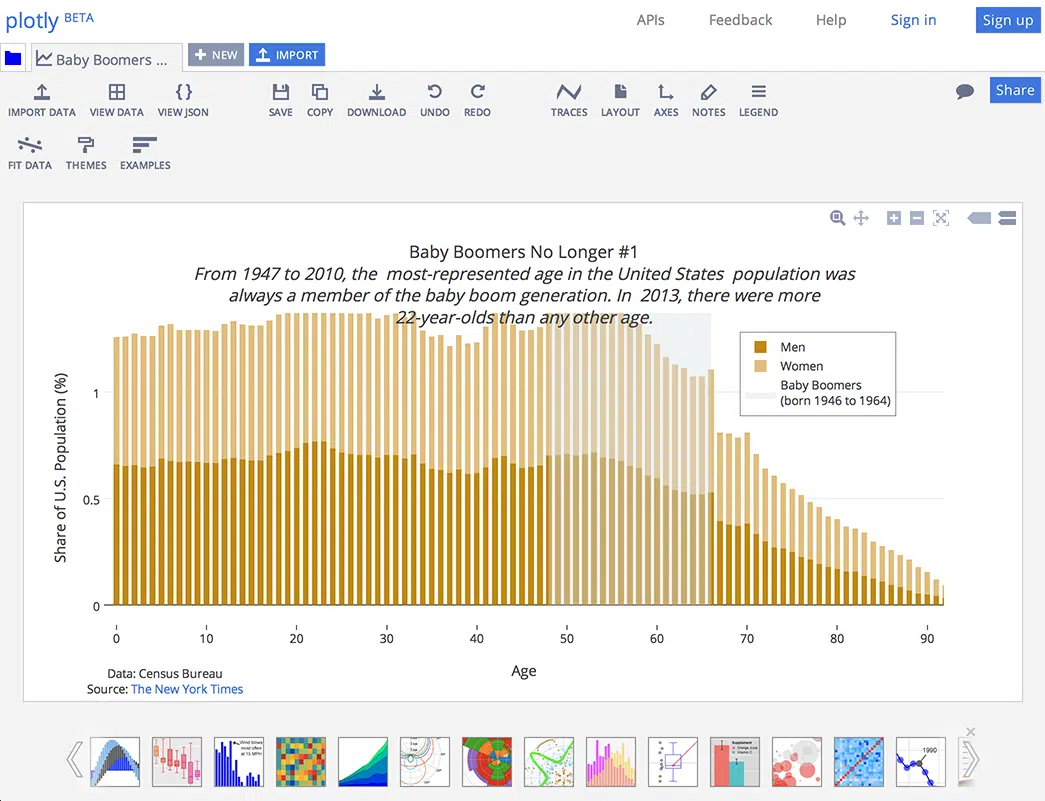 plotly BETA
APIs Feedback Help Sign in Sign up
Baby Boomers ... NEW IMPORT
IMPORT DATA VIEW DATA VIEW JSON SAVE COPY DOWNLOAD UNDO REDO TRACES LAYOUT AXES NOTES LEGEND Share
FIT DATA THEMES EXAMPLES
Baby Boomers No Longer #1
From 1947 to 2010, the most-represented age in the United States population was
always a member of the baby boom generation. In 2013, there were more
22-year-olds than any other age.
Men
Women
Baby Boomers
(born 1946 to 1964)
Share of U.S. Population (%)
1
0.5
0
0 10 20 30 40 50 60 70 80 90
Age
Data: Census Bureau
Source: The New York Times
1990